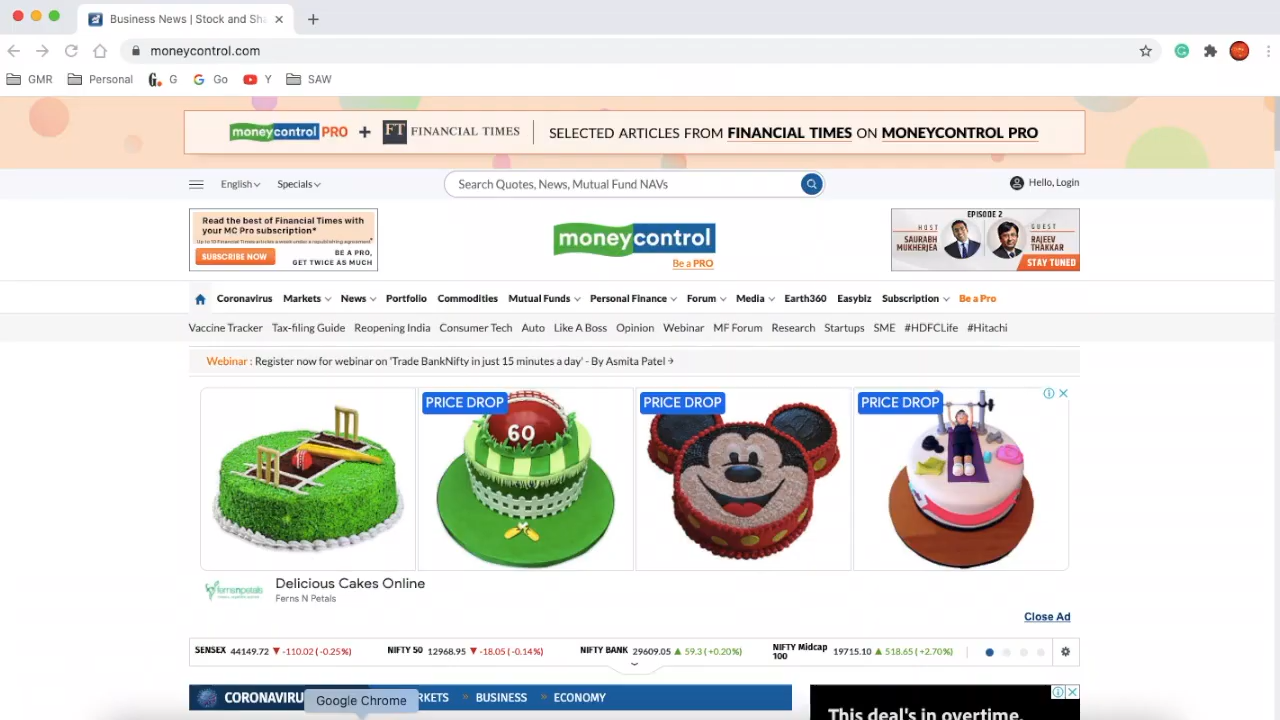 Business News | Stock and Sha
moneycontrol.com
GMR Personal G Go Y SAW
moneycontrol PRO + FT FINANCIAL TIMES SELECTED ARTICLES FROM FINANCIAL TIMES ON MONEYCONTROL PRO
English Specials Search Quotes, News, Mutual Fund NAVs Hello, Login
Read the best of Financial Times with
your MC Pro subscription*
SUBSCRIBE NOW
BE A PRO,
GET TWICE AS MUCH
moneycontrol
Be a PRO
EPISODE 2
HOST
SAURABH
MUKHERJEA
GUEST
RAJEEV
THAKKAR
STAY TUNED
Coronavirus Markets News Portfolio Commodities Mutual Funds Personal Finance Forum Media Earth360 Easybiz Subscription Be a Pro
Vaccine Tracker Tax-filing Guide Reopening India Consumer Tech Auto Like A Boss Opinion Webinar MF Forum Research Startups SME #HDFCLife #Hitachi
Webinar : Register now for webinar on 'Trade BankNifty in just 15 minutes a day' - By Asmita Patel
PRICE DROP PRICE DROP PRICE DROP
60
fernsnpetals
Delicious Cakes Online
Ferns N Petals
Close Ad
SENSEX 44149.72 ▼ -110.02 (-0.25%) NIFTY 50 12968.95 ▼ -18.05 (-0.14%) NIFTY BANK 29609.05 ▲ 59.3 (+0.20%) NIFTY Midcap 100 19715.10 ▲ 518.65 (+2.70%)
CORONAVIRU RKETS » BUSINESS » ECONOMY
Google Chrome
This deal's in overtime.